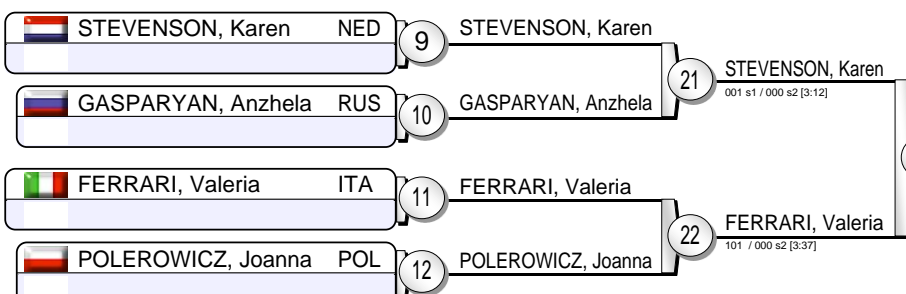 STEVENSON, Karen NED 9 STEVENSON, Karen
21 STEVENSON, Karen
001 s1 / 000 s2 [3:12]
GASPARYAN, Anzhela RUS 10 GASPARYAN, Anzhela
FERRARI, Valeria ITA 11 FERRARI, Valeria
22 FERRARI, Valeria
101 / 000 s2 [3:37]
POLEROWICZ, Joanna POL 12 POLEROWICZ, Joanna